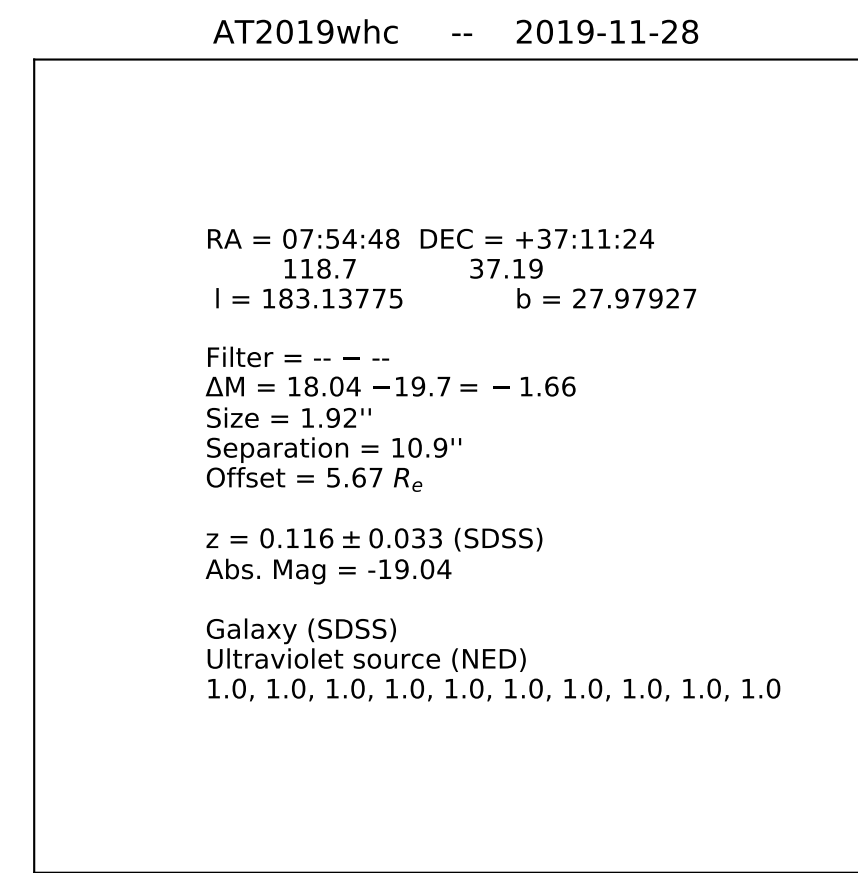 AT2019whc -- 2019-11-28
RA = 07:54:48 DEC = +37:11:24
118.7 37.19
l = 183.13775 b = 27.97927
Filter = -- − --
ΔM = 18.04 −19.7 = − 1.66
Size = 1.92''
Separation = 10.9''
Offset = 5.67 Re
z = 0.116 ± 0.033 (SDSS)
Abs. Mag = -19.04
Galaxy (SDSS)
Ultraviolet source (NED)
1.0, 1.0, 1.0, 1.0, 1.0, 1.0, 1.0, 1.0, 1.0, 1.0